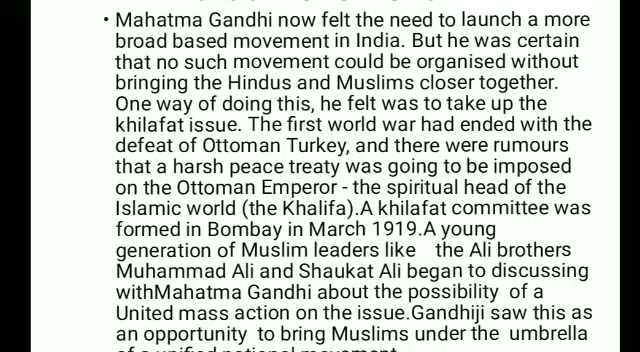 • Mahatma Gandhi now felt the need to launch a more
broad based movement in India. But he was certain
that no such movement could be organised without
bringing the Hindus and Muslims closer together.
One way of doing this, he felt was to take up the
khilafat issue. The first world war had ended with the
defeat of Ottoman Turkey, and there were rumours
that a harsh peace treaty was going to be imposed
on the Ottoman Emperor - the spiritual head of the
Islamic world (the Khalifa).A khilafat committee was
formed in Bombay in March 1919.A young
generation of Muslim leaders like the Ali brothers
Muhammad Ali and Shaukat Ali began to discussing
withMahatma Gandhi about the possibility of a
United mass action on the issue.Gandhiji saw this as
an opportunity to bring Muslims under the umbrella
of a unified national movement